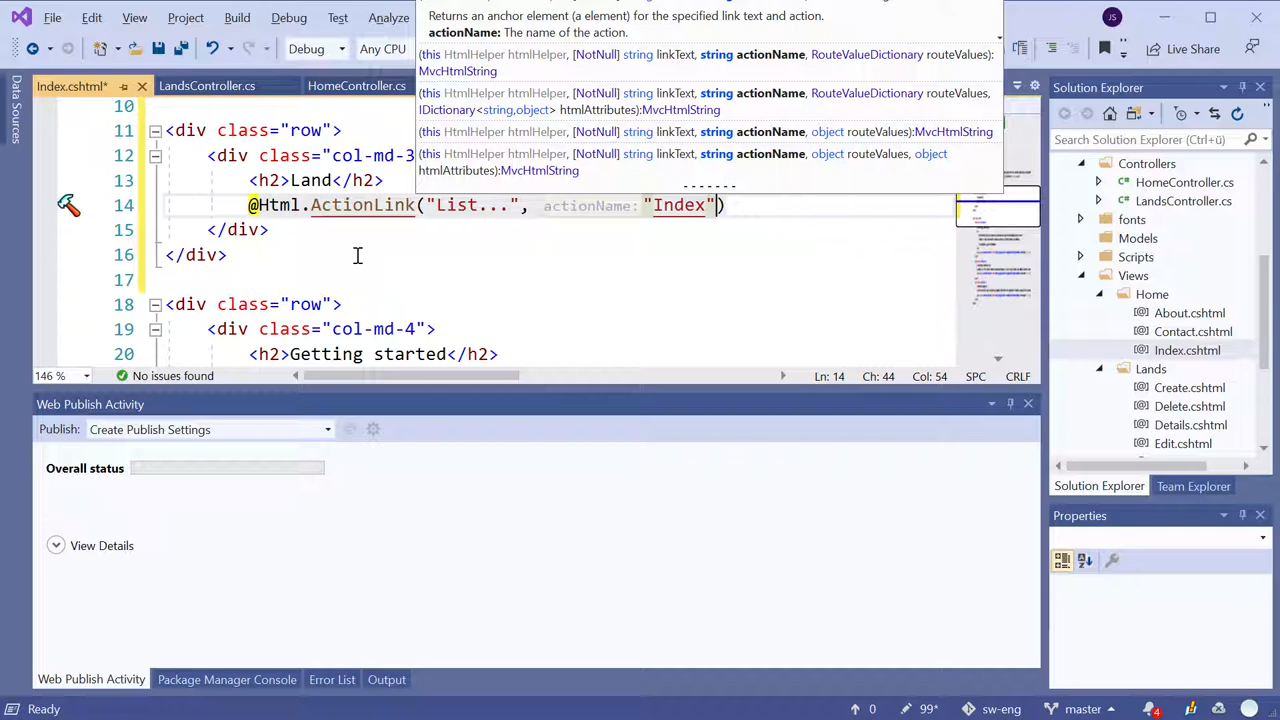 File Edit View Git Project Build Debug Test Analyze
JS
Debug Any CPU
Live Share
Returns an anchor element (a element) for the specified link text and action.
actionName: The name of the action.
(this HtmlHelper htmlHelper, [NotNull] string linkText, string actionName, RouteValueDictionary routeValues):
MvcHtmlString
(this HtmlHelper htmlHelper, [NotNull] string linkText, string actionName, RouteValueDictionary routeValues,
IDictionary<string,object> htmlAttributes):MvcHtmlString
(this HtmlHelper htmlHelper, [NotNull] string linkText, string actionName, object routeValues):MvcHtmlString
(this HtmlHelper htmlHelper, [NotNull] string linkText, string actionName, object routeValues, object
htmlAttributes):MvcHtmlString
Data Sources
Index.cshtml* LandsController.cs HomeController.cs
10
11 <div class="row">
12 <div class="col-md-3
13 <h2>Land</h2>
14 @Html.ActionLink("List...", actionName: "Index")
15 </div>
16 </div>
17
18 <div class="row">
19 <div class="col-md-4">
20 <h2>Getting started</h2>
146 % No issues found Ln: 14 Ch: 44 Col: 54 SPC CRLF
Web Publish Activity
Publish: Create Publish Settings
Overall status
View Details
Web Publish Activity Package Manager Console Error List Output
Solution Explorer
Search Solution Explorer (Ctrl+ü)
Controllers
HomeController.cs
LandsController.cs
fonts
Models
Scripts
Views
Home
About.cshtml
Contact.cshtml
Index.cshtml
Lands
Create.cshtml
Delete.cshtml
Details.cshtml
Edit.cshtml
Solution Explorer Team Explorer
Properties
Ready 0 99* sw-eng master 4